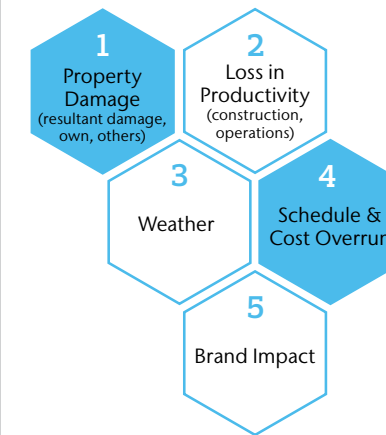 1
Property
Damage
(resultant damage,
own, others)
2
Loss in
Productivity
(construction,
operations)
3
Weather
4
Schedule &
Cost Overrun
5
Brand Impact